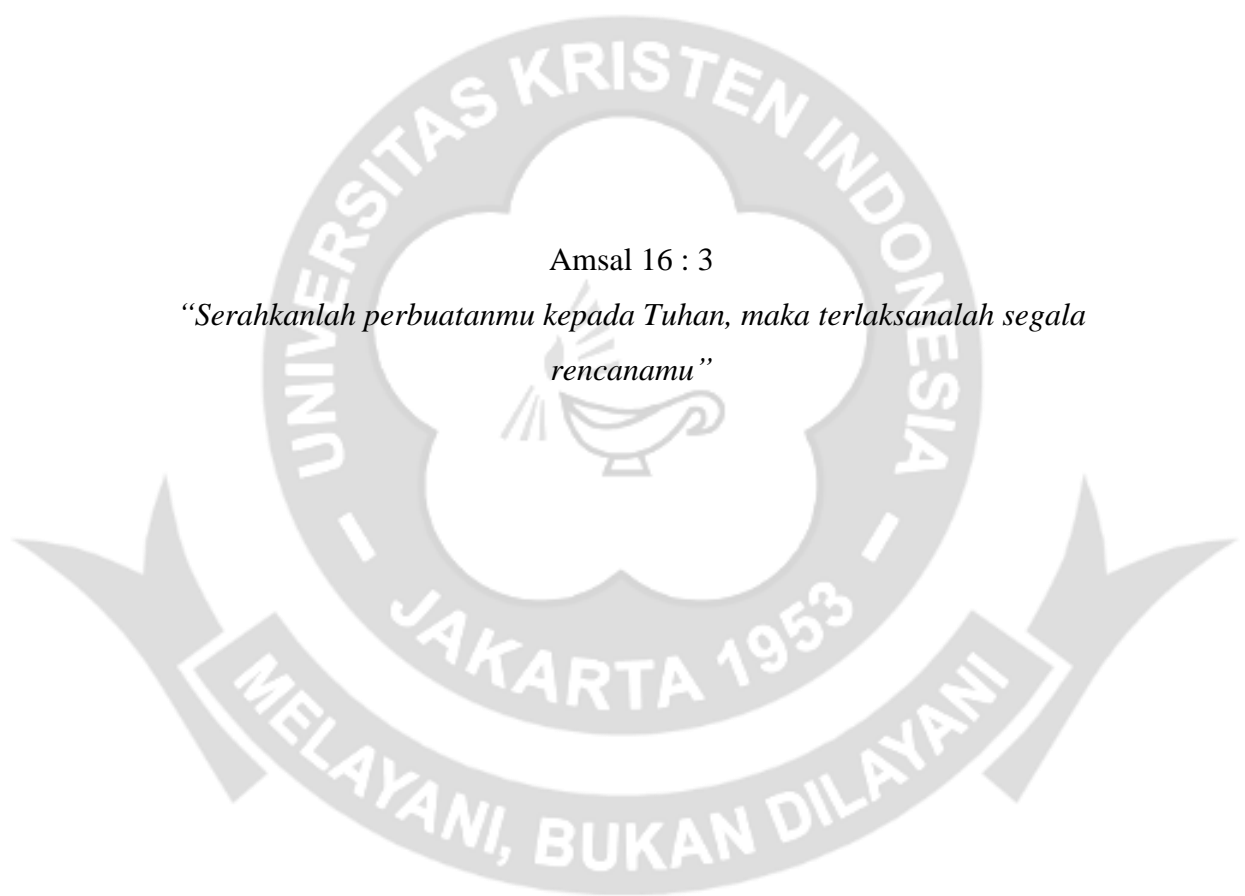 UNIVERSITAS KRISTEN INDONESIA
Amsal 16 : 3
“Serahkanlah perbuatanmu kepada Tuhan, maka terlaksanalah segala
rencanamu”
JAKARTA 1953
MELAYANI, BUKAN DILAYANI